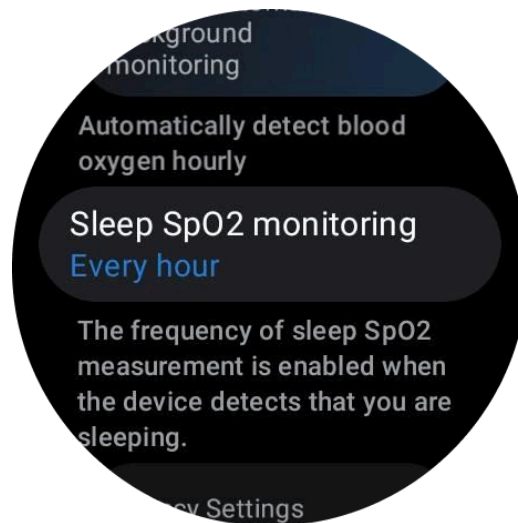 monitoring
Automatically detect blood
oxygen hourly
Sleep SpO2 monitoring
Every hour
The frequency of sleep SpO2
measurement is enabled when
the device detects that you are
sleeping.
Settings